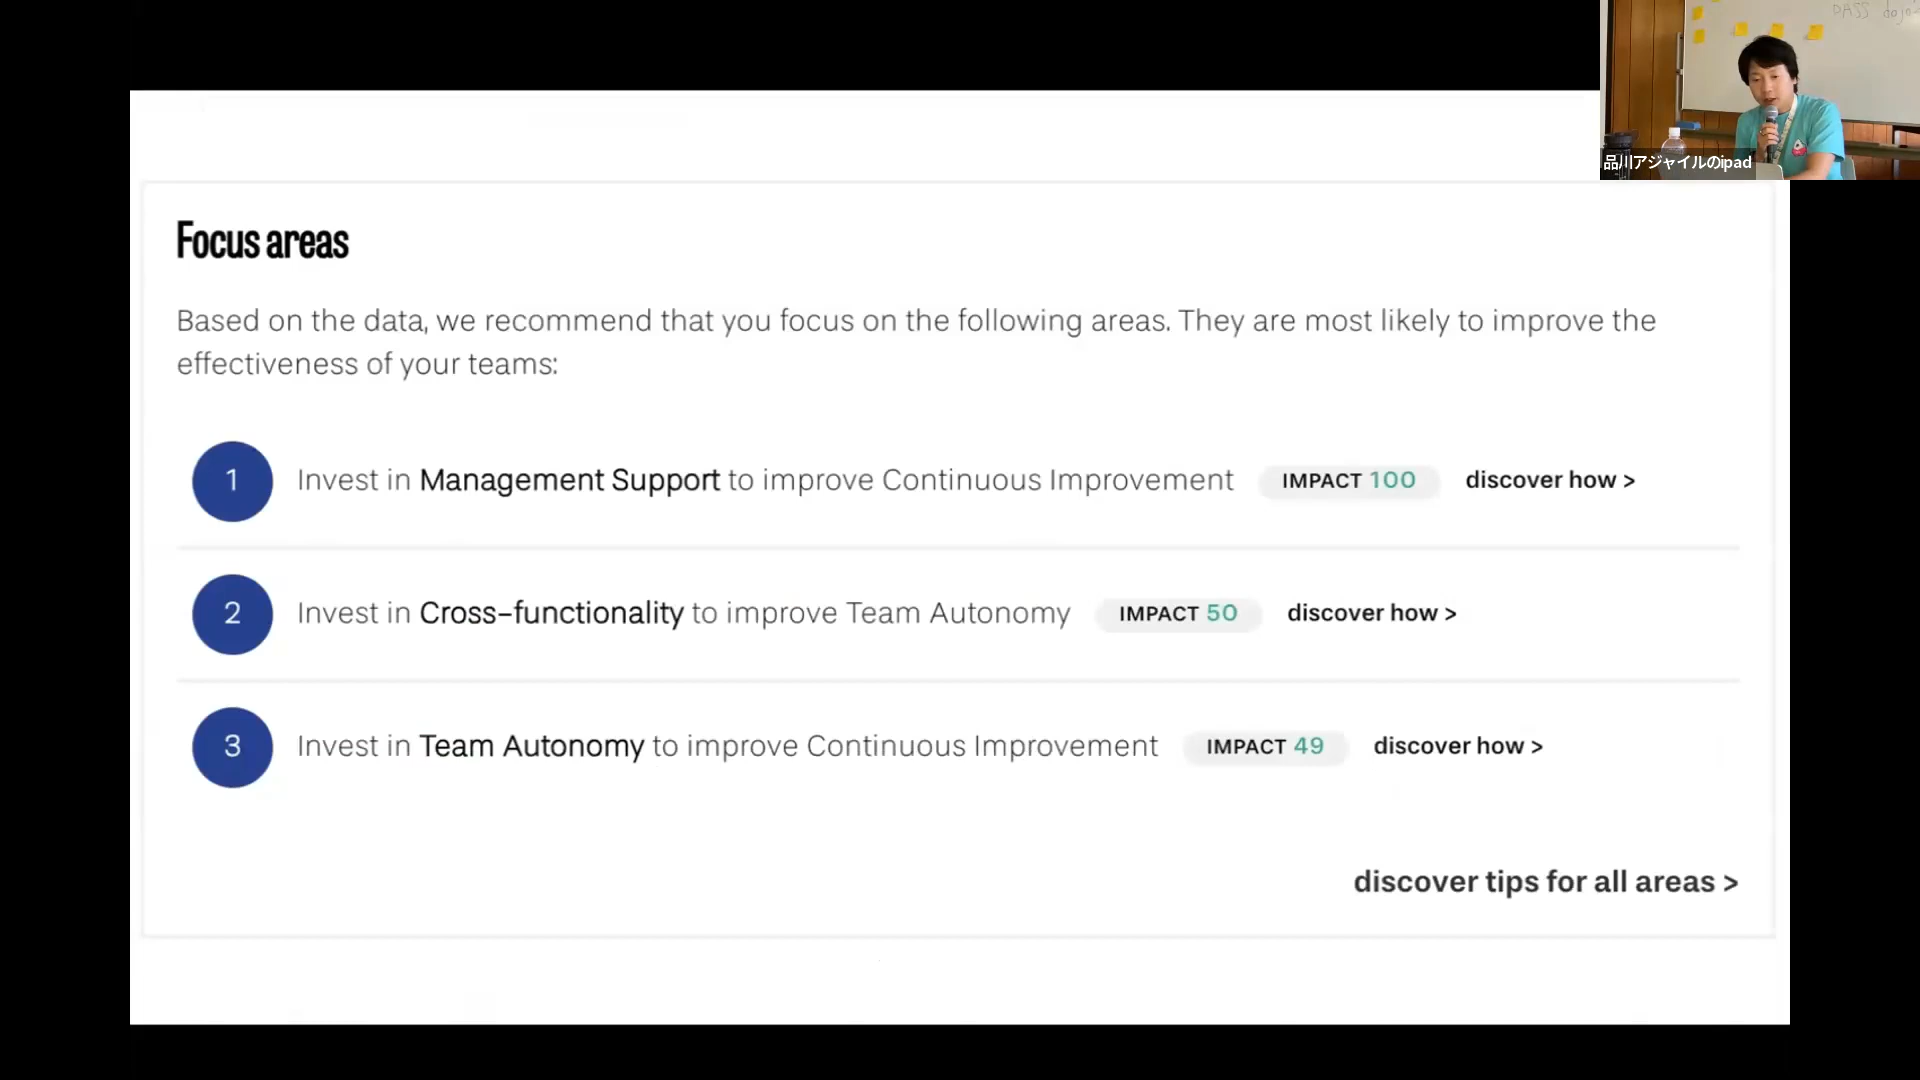 PASS dojo
品川アジャイルのipad
Focus areas
Based on the data, we recommend that you focus on the following areas. They are most likely to improve the
effectiveness of your teams:
1 Invest in Management Support to improve Continuous Improvement IMPACT 100 discover how >
2 Invest in Cross-functionality to improve Team Autonomy IMPACT 50 discover how >
3 Invest in Team Autonomy to improve Continuous Improvement IMPACT 49 discover how >
discover tips for all areas >